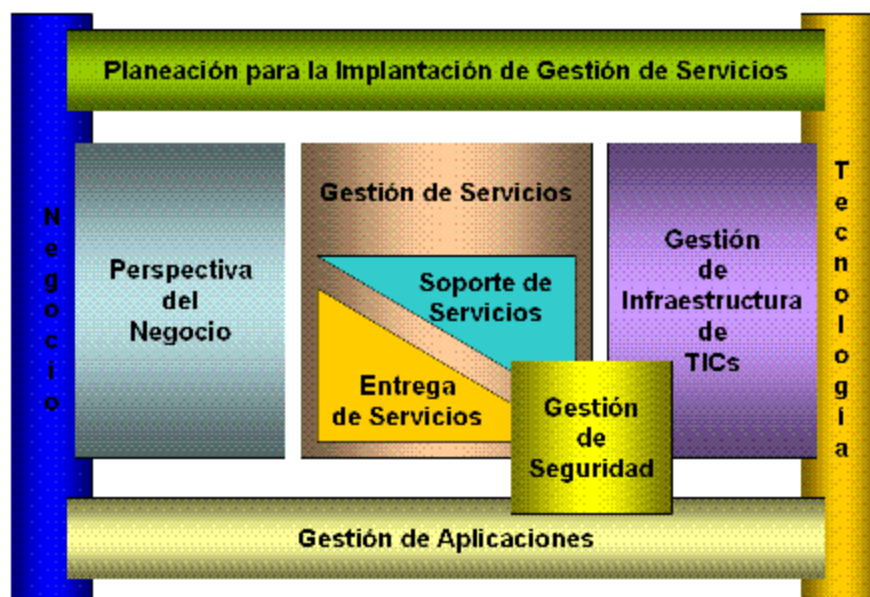 Planeación para la Implantación de Gestión de Servicios
Negocio
Perspectiva
del
Negocio
Gestión de Servicios
Soporte de
Servicios
Entrega
de Servicios
Gestión
de
Infraestructura
de
TICs
Gestión
de
Seguridad
Tecnología
Gestión de Aplicaciones